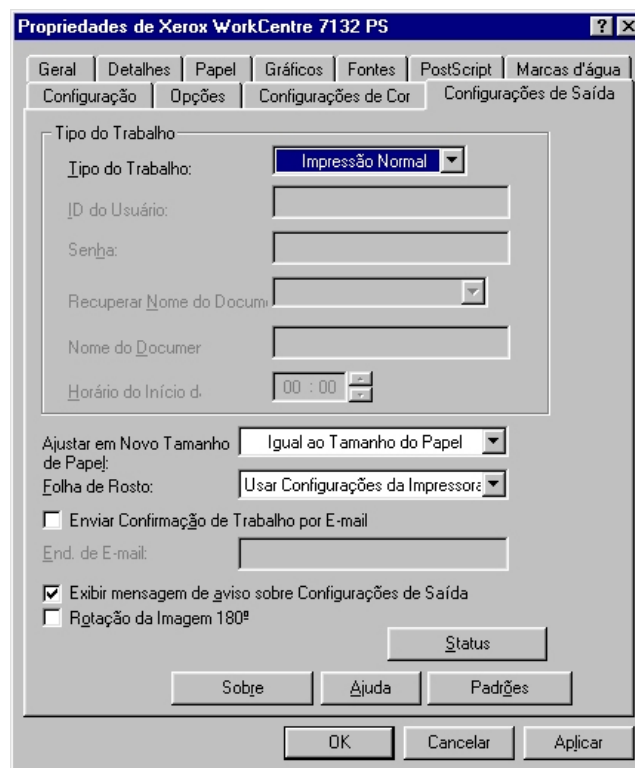 Propriedades de Xerox WorkCentre 7132 PS
Geral Detalhes Papel Gráficos Fontes PostScript Marcas d'água
Configuração Opções Configurações de Cor Configurações de Saída
Tipo do Trabalho
Tipo do Trabalho: Impressão Normal
ID do Usuário:
Senha:
Recuperar Nome do Docum
Nome do Documer
Horário do Início d
00 : 00
Ajustar em Novo Tamanho de Papel: Igual ao Tamanho do Papel
Folha de Rosto: Usar Configurações da Impressora
Enviar Confirmação de Trabalho por E-mail
End. de E-mail:
Exibir mensagem de aviso sobre Configurações de Saída
Rotação da Imagem 180º
Status
Sobre Ajuda Padrões
OK Cancelar Aplicar